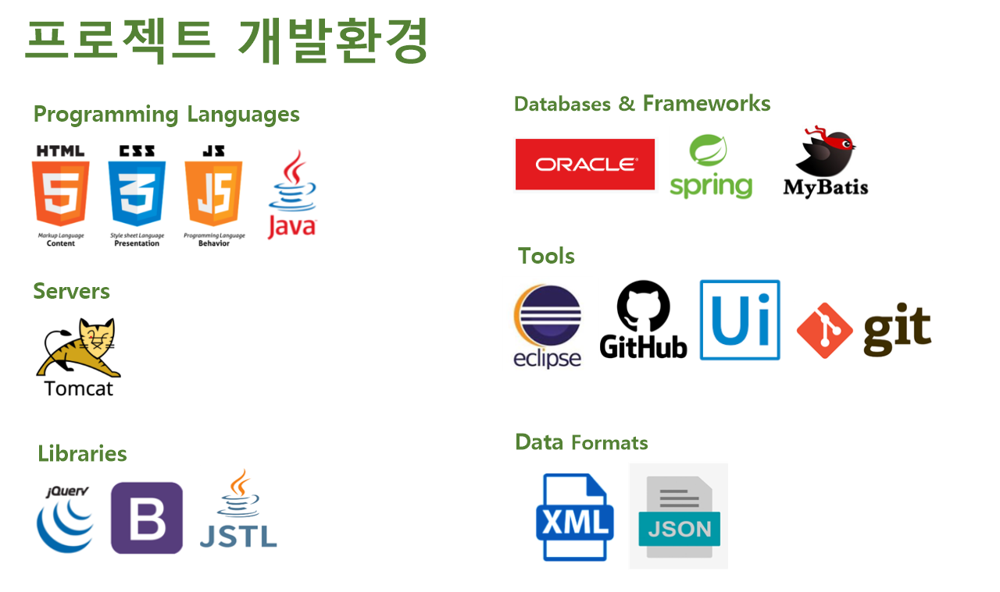 프로젝트 개발환경
Programming Languages
HTML
5
Markup Language
Content
CSS
3
Style sheet Language
Presentation
JS
JS
Programming Language
Behavior
Java
Servers
Tomcat
Libraries
jQuery
B
JSTL
Databases & Frameworks
ORACLE®
spring
MyBatis
Tools
eclipse
GitHub
Ui
git
Data Formats
XML
JSON